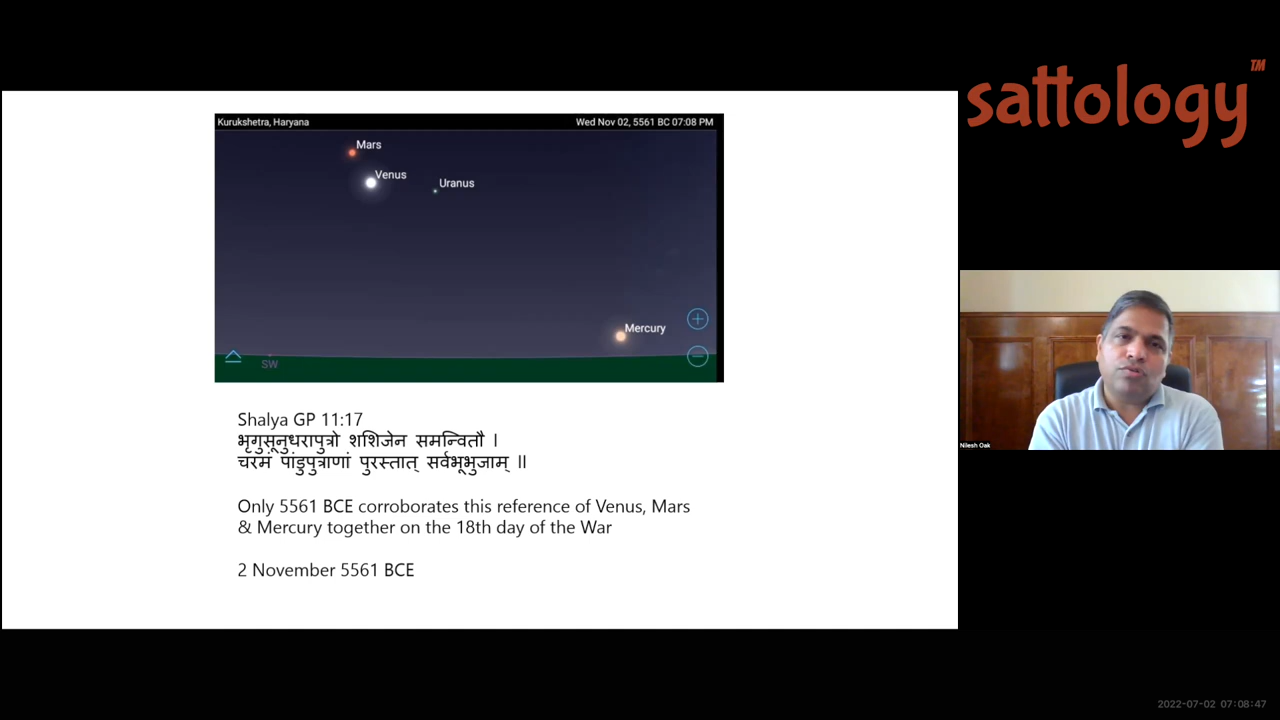 Kurukshetra, Haryana
Wed Nov 02, 5561 BC 07:08 PM
Mars
Venus
Uranus
Mercury
SW
Shalya GP 11:17
भृगुसूनुधरापुत्रो शशिजेन समन्वितौ ।
चरमं पांडुपुत्राणां पुरस्तात् सर्वभूभुजाम् ॥
Only 5561 BCE corroborates this reference of Venus, Mars
& Mercury together on the 18th day of the War
2 November 5561 BCE
sattology TM
Nilesh Oak
2022-07-02 07:08:47